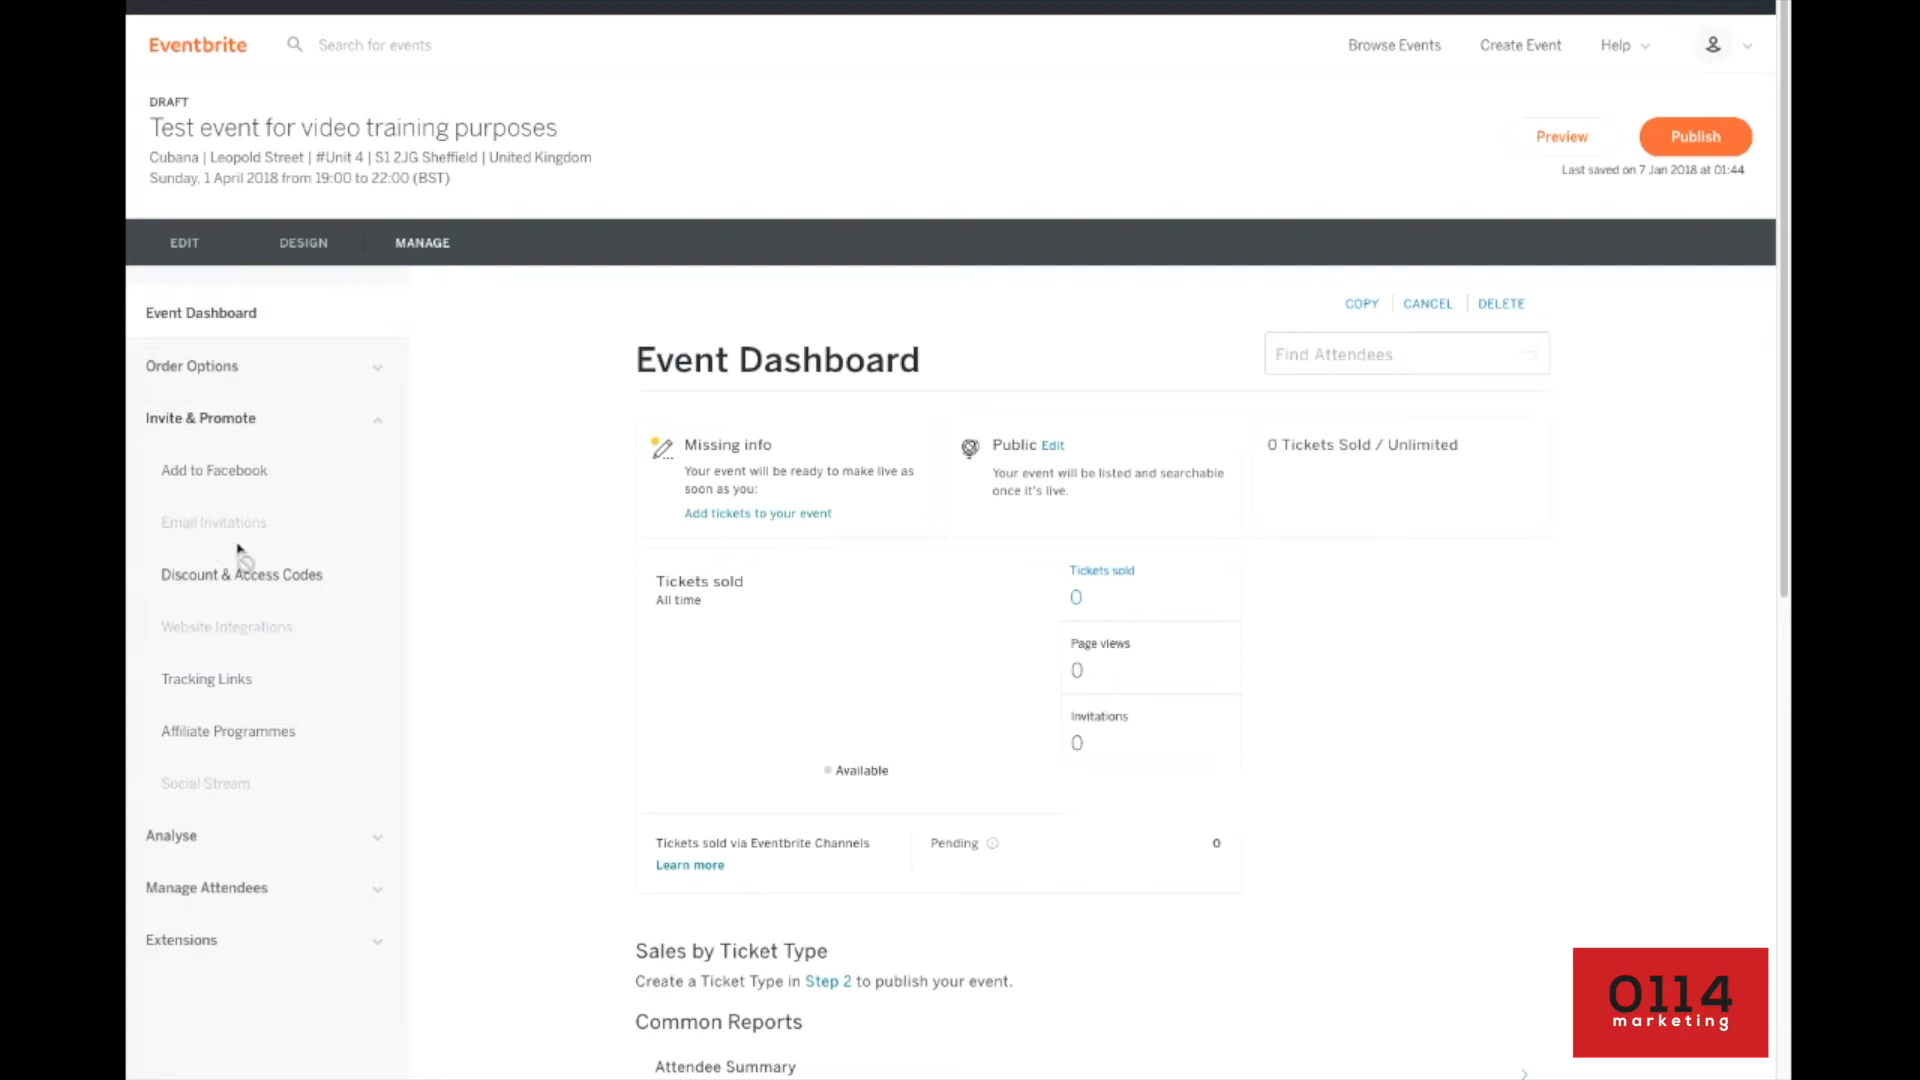 Eventbrite
Search for events
Browse Events
Create Event
Help
DRAFT
Test event for video training purposes
Cubana | Leopold Street | #Unit 4 | S1 2JG Sheffield | United Kingdom
Sunday, 1 April 2018 from 19:00 to 22:00 (BST)
Preview
Publish
Last saved on 7 Jan 2018 at 01:44
EDIT
DESIGN
MANAGE
Event Dashboard
Order Options
Invite & Promote
Add to Facebook
Email Invitations
Discount & Access Codes
Website Integrations
Tracking Links
Affiliate Programmes
Social Stream
Analyse
Manage Attendees
Extensions
COPY
CANCEL
DELETE
Event Dashboard
Find Attendees
Missing info
Your event will be ready to make live as
soon as you:
Add tickets to your event
Public Edit
Your event will be listed and searchable
once it's live.
0 Tickets Sold / Unlimited
Tickets sold
All time
Available
Tickets sold
0
Page views
0
Invitations
0
Tickets sold via Eventbrite Channels
Learn more
Pending
0
Sales by Ticket Type
Create a Ticket Type in Step 2 to publish your event.
Common Reports
Attendee Summary
0114
marketing